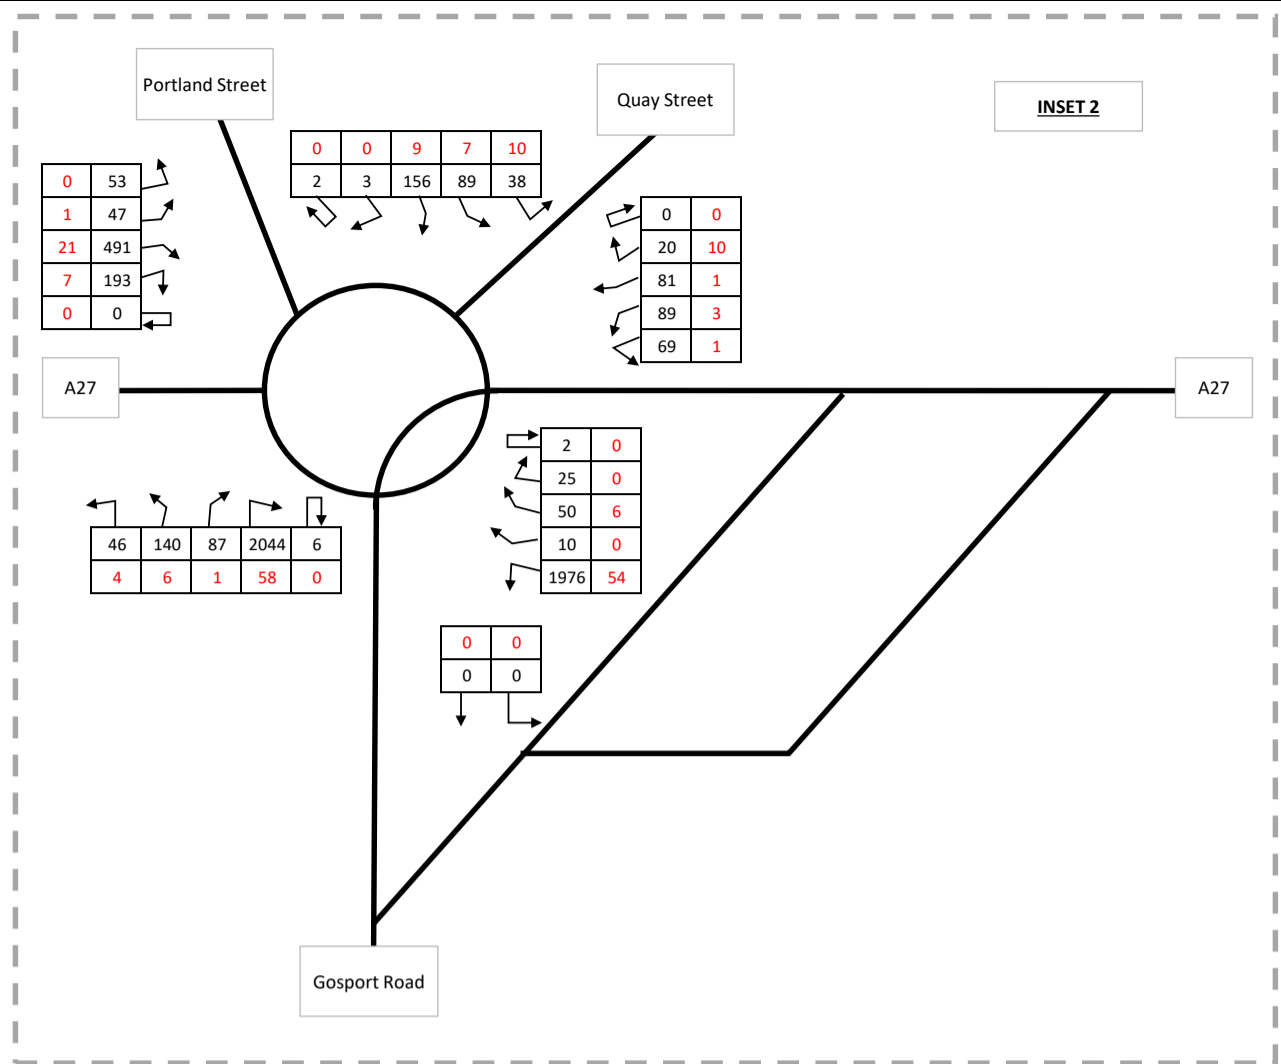 Portland Street
Quay Street
INSET 2
0 0 9 7 10
2 3 156 89 38
0 53
1 47
21 491
7 193
0 0
0 0
20 10
81 1
89 3
69 1
A27
A27
2 0
25 0
50 6
10 0
1976 54
46 140 87 2044 6
4 6 1 58 0
0 0
0 0
Gosport Road